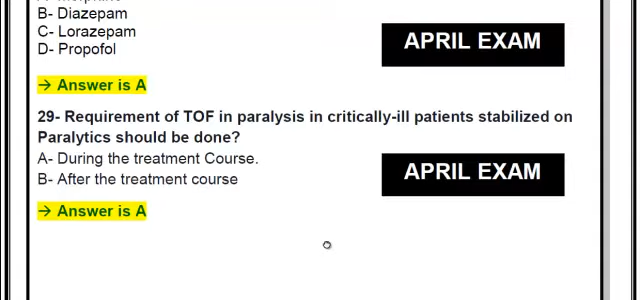 B- Diazepam
C- Lorazepam
D- Propofol
APRIL EXAM
→ Answer is A
29- Requirement of TOF in paralysis in critically-ill patients stabilized on
Paralytics should be done?
A- During the treatment Course.
B- After the treatment course
APRIL EXAM
→ Answer is A